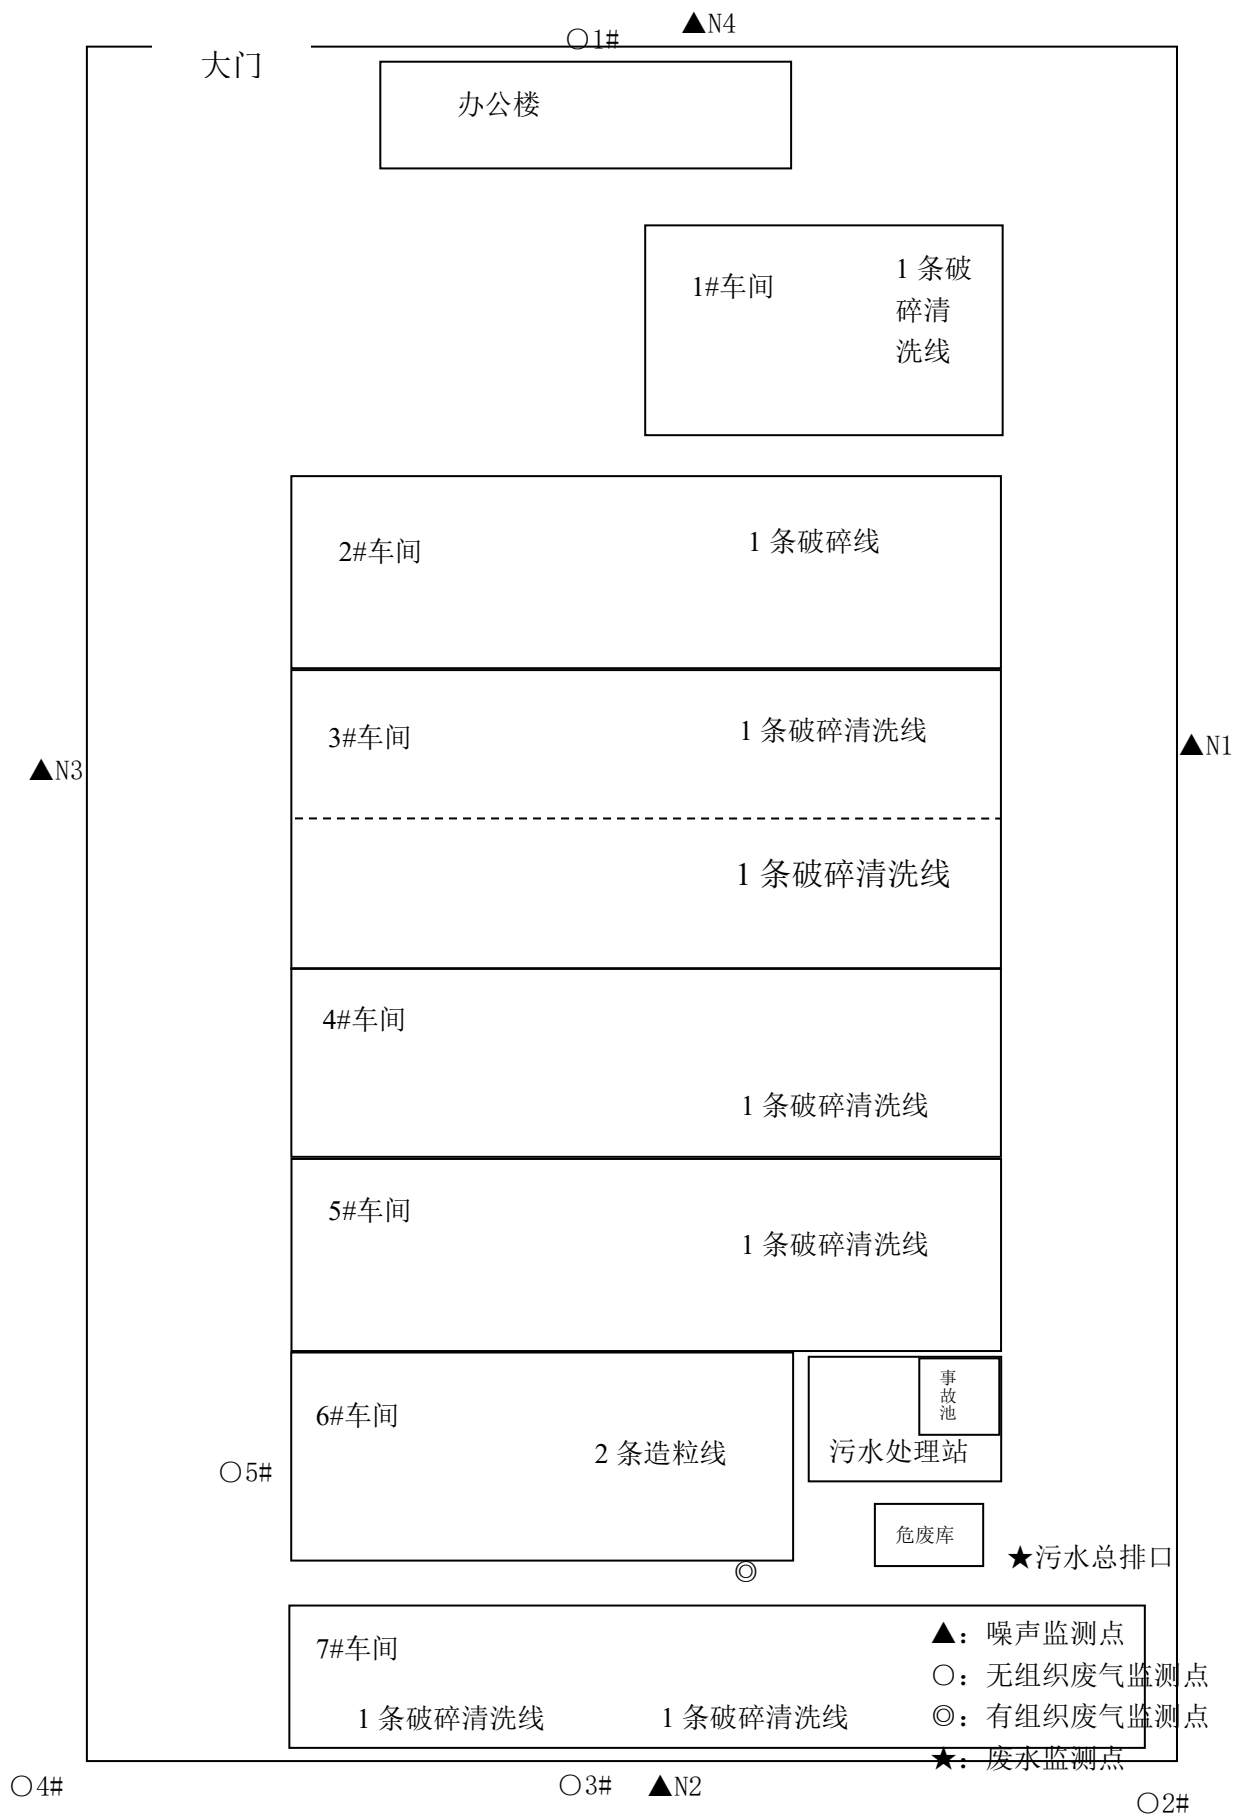 ▲N4
○1#
大门
办公楼
1#车间
1 条破
碎清
洗线
2#车间
1 条破碎线
3#车间
1 条破碎清洗线
▲N1
▲N3
1 条破碎清洗线
4#车间
1 条破碎清洗线
5#车间
1 条破碎清洗线
事
故
池
6#车间
2 条造粒线
污水处理站
○5#
危废库
★污水总排口
◎
7#车间
1 条破碎清洗线
1 条破碎清洗线
▲：噪声监测点
○：无组织废气监测点
◎：有组织废气监测点
★：废水监测点
○4#
○3#
▲N2
○2#